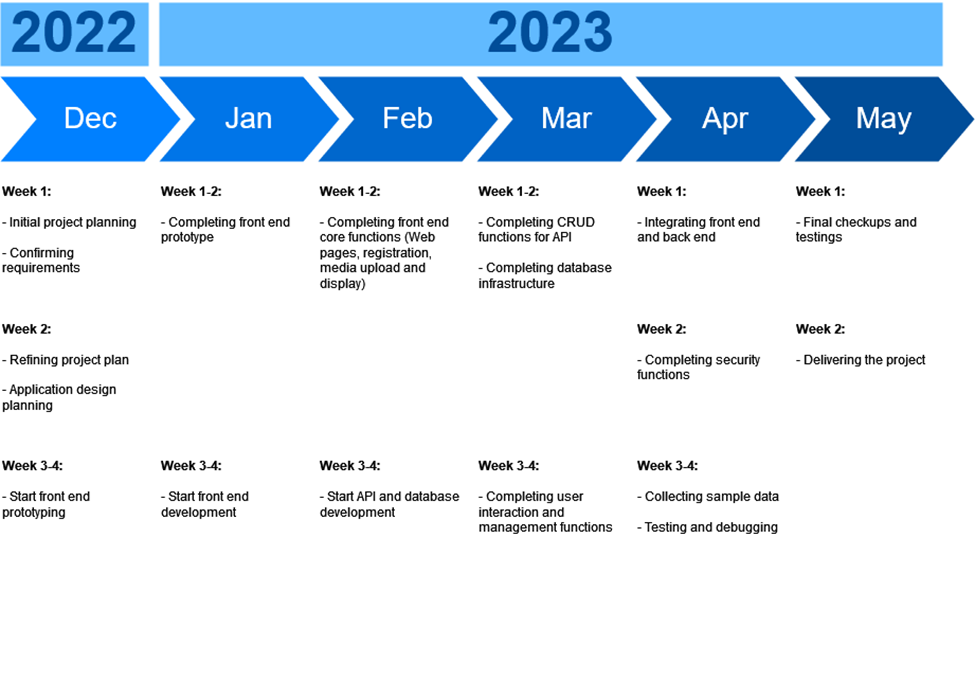 2022
2023
Dec
Jan
Feb
Mar
Apr
May
Week 1:
- Initial project planning
- Confirming
requirements
Week 2:
- Refining project plan
- Application design
planning
Week 3-4:
- Start front end
prototyping
Week 1-2:
- Completing front end
prototype
Week 3-4:
- Start front end
development
Week 1-2:
- Completing front end
core functions (Web
pages, registration,
media upload and
display)
Week 3-4:
- Start API and database
development
Week 1-2:
- Completing CRUD
functions for API
- Completing database
infrastructure
Week 3-4:
- Completing user
interaction and
management functions
Week 1:
- Integrating front end
and back end
Week 2:
- Completing security
functions
Week 3-4:
- Collecting sample data
- Testing and debugging
Week 1:
- Final checkups and
testings
Week 2:
- Delivering the project